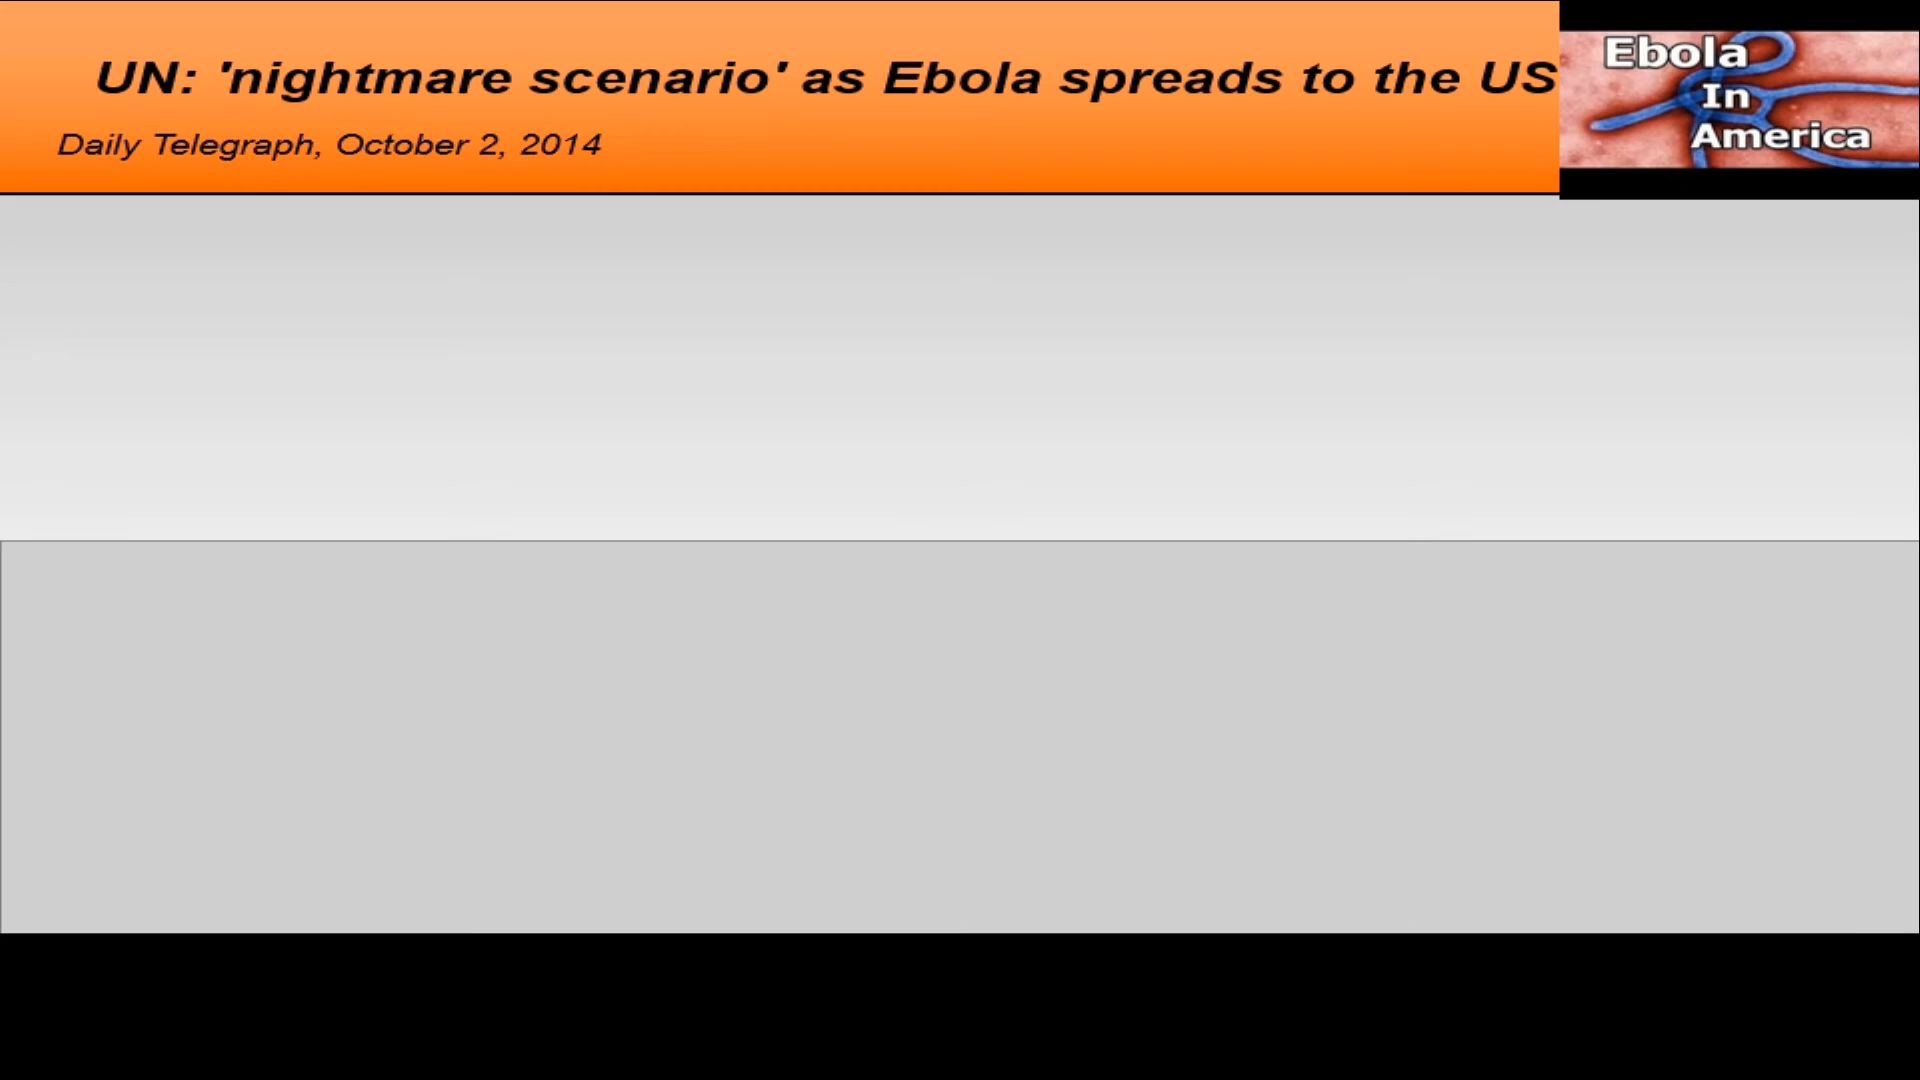 UN: 'nightmare scenario' as Ebola spreads to the US
Daily Telegraph, October 2, 2014
Ebola
In
America